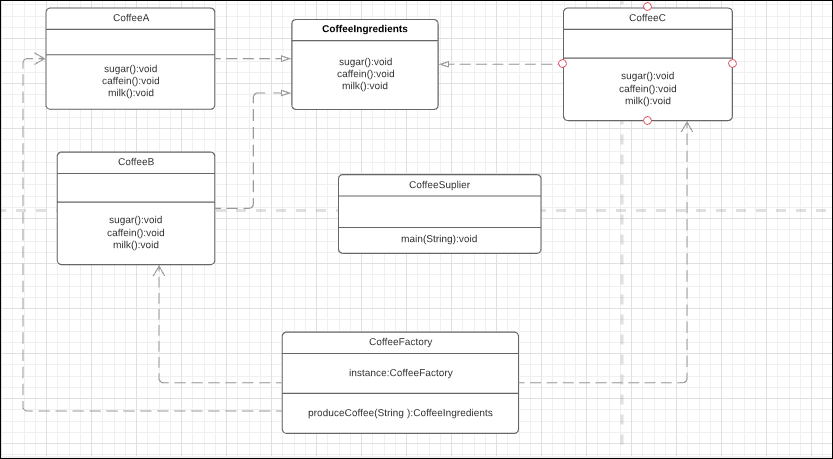 CoffeeA
sugar():void
caffein():void
milk():void
CoffeeIngredients
sugar():void
caffein():void
milk():void
CoffeeC
sugar():void
caffein():void
milk():void
CoffeeB
sugar():void
caffein():void
milk():void
CoffeeSuplier
main(String):void
CoffeeFactory
instance:CoffeeFactory
produceCoffee(String ):CoffeeIngredients